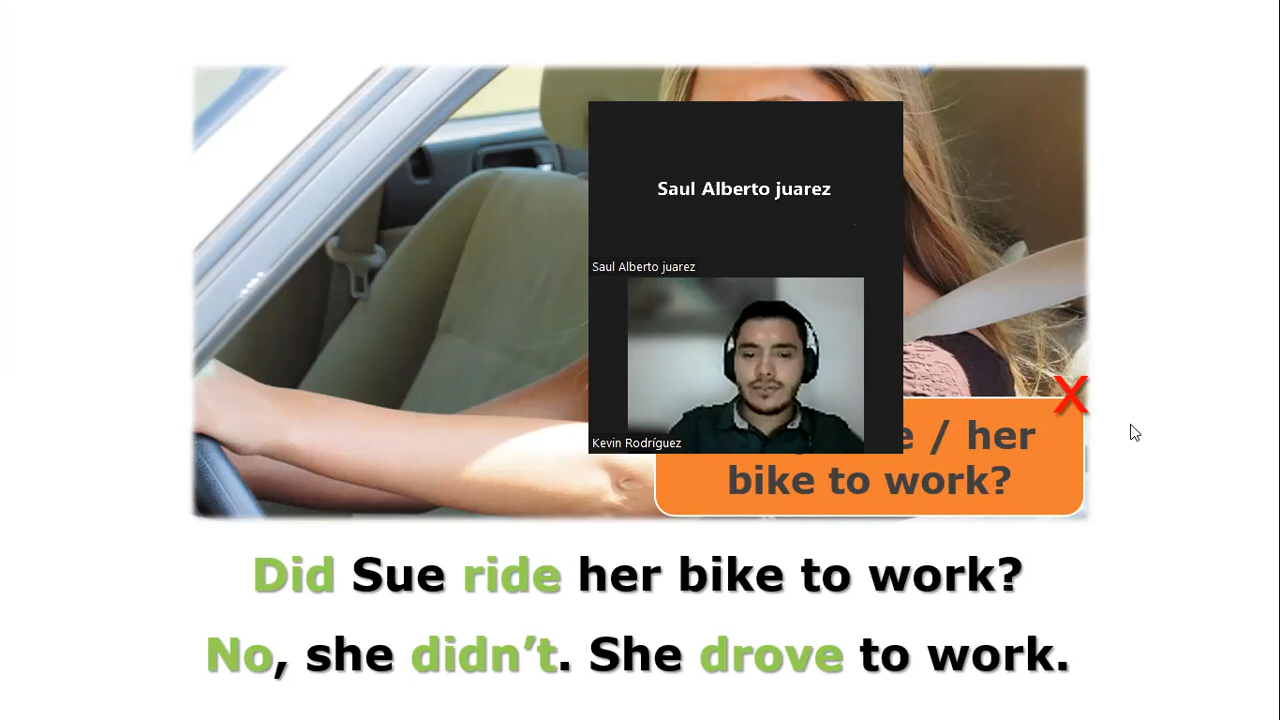 Saul Alberto juarez
Saul Alberto juarez
Kevin Rodríguez
X
/ her
bike to work?
Did Sue ride her bike to work?
No, she didn't. She drove to work.